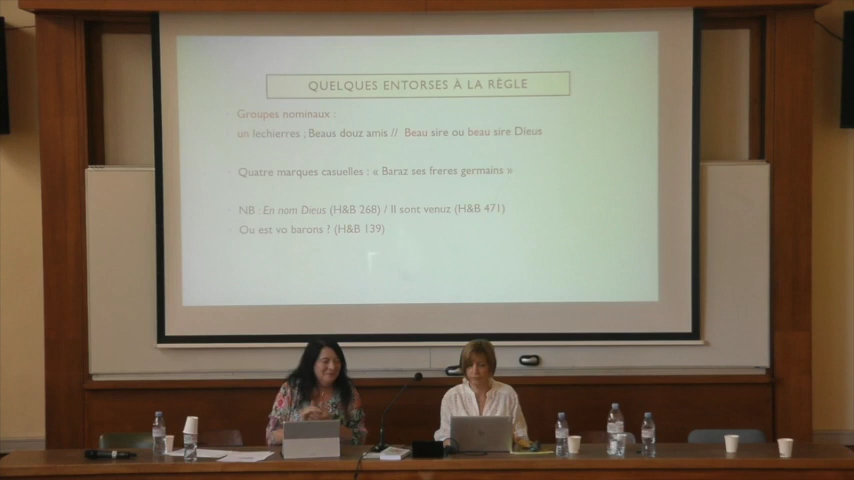 QUELQUES ENTORSES À LA RÈGLE
Groupes nominaux :
un lechierres ; Beaus douz amis // Beau sire ou beau sire Dieus
Quatre marques casuelles : « Baraz ses freres germains »
NB : En nom Dieus (H&B 268) / Il sont venuz (H&B 471)
Ou est vo barons ? (H&B 139)